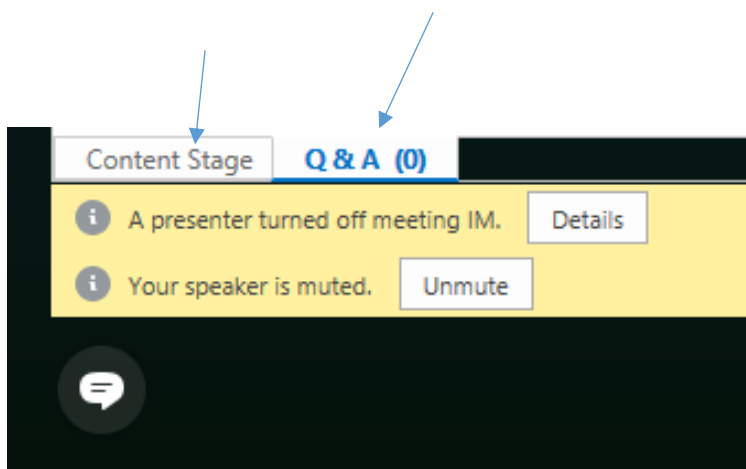 Content Stage Q & A (0)
A presenter turned off meeting IM. Details
Your speaker is muted. Unmute